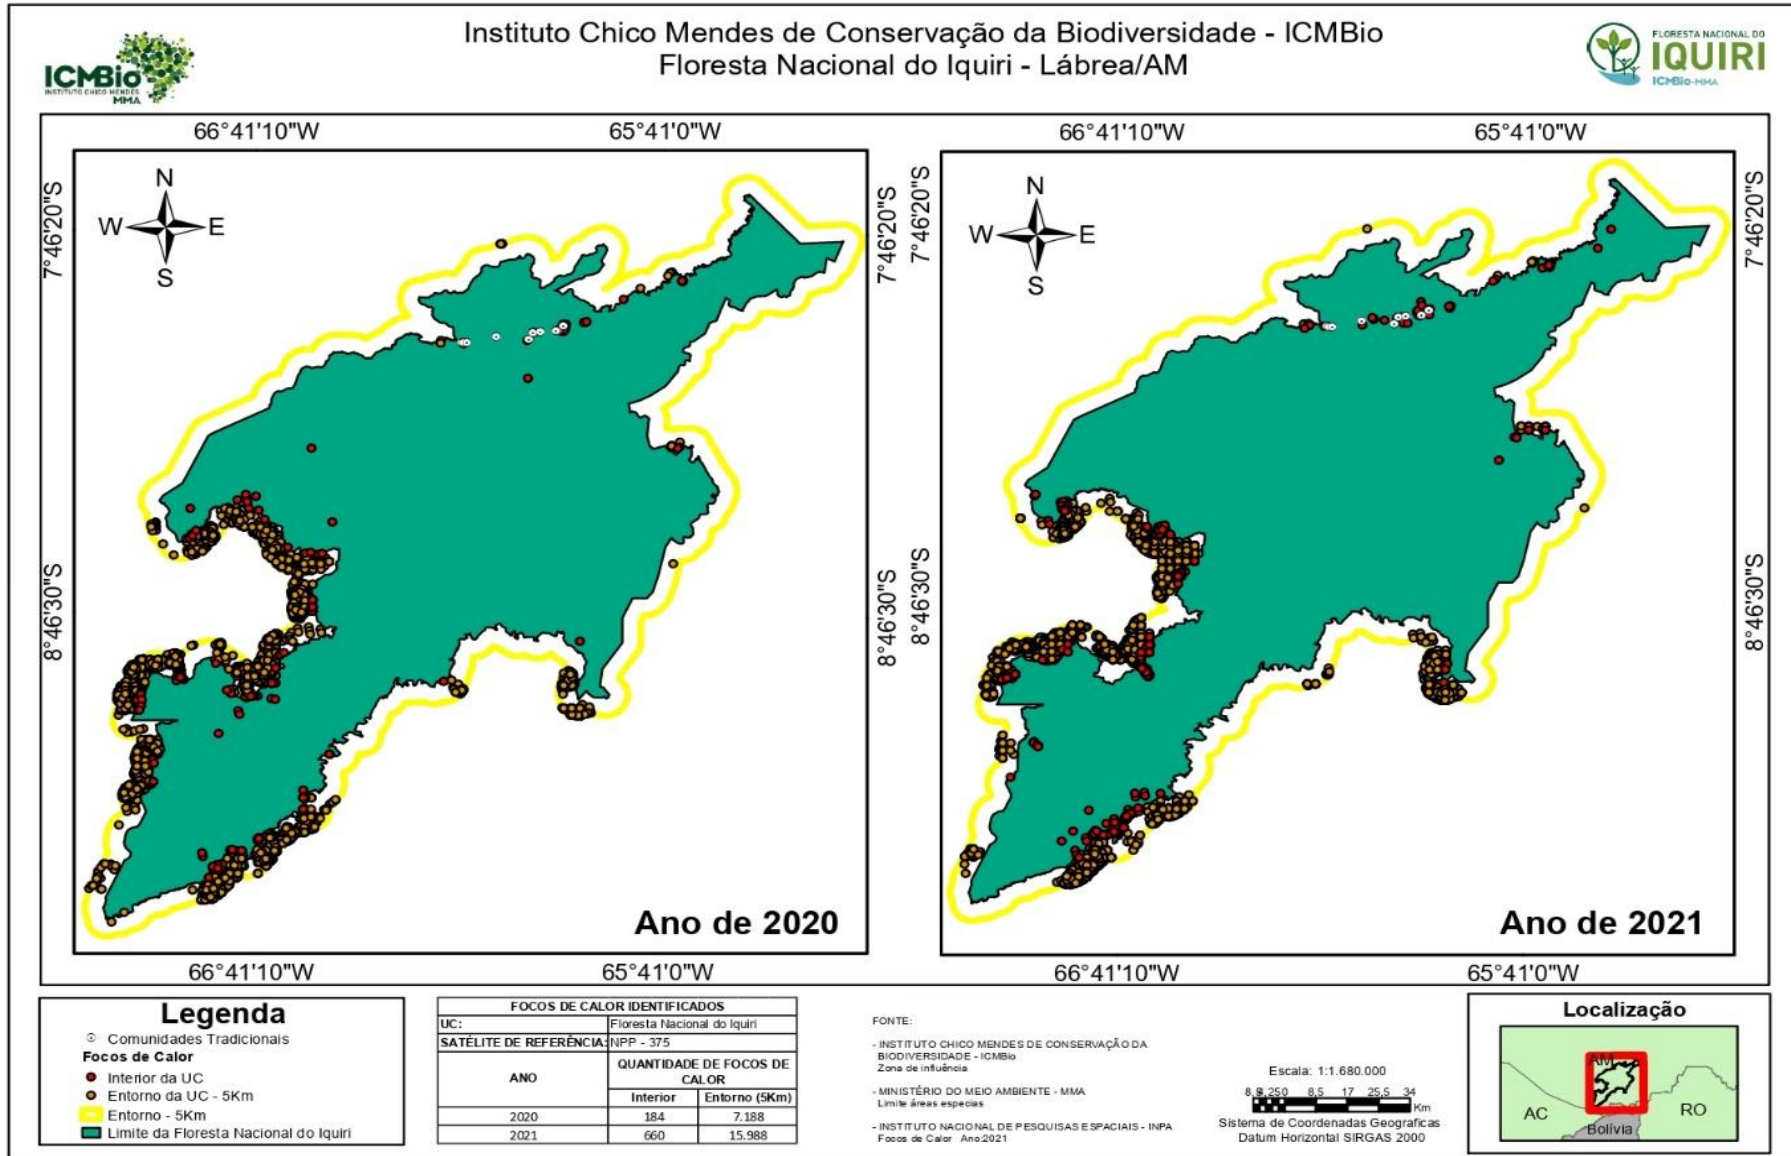 Instituto Chico Mendes de Conservação da Biodiversidade - ICMBio
Floresta Nacional do Iquiri - Lábrea/AM
ICMBio
INSTITUTO CHICO MENDES
MMA
FLORESTA NACIONAL DO
IQUIRI
ICMBio-MMA
66°41'10"W
65°41'0"W
66°41'10"W
65°41'0"W
7°46'20"S
7°46'20"S
7°46'20"S
7°46'20"S
N
W
E
S
N
W
E
S
8°46'30"S
8°46'30"S
8°46'30"S
8°46'30"S
Ano de 2020
Ano de 2021
66°41'10"W
65°41'0"W
66°41'10"W
65°41'0"W
Legenda
Comunidades Tradicionais
Focos de Calor
Interior da UC
Entorno da UC - 5Km
Entorno - 5Km
Limite da Floresta Nacional do Iquiri
FOCOS DE CALOR IDENTIFICADOS
UC: Floresta Nacional do Iquiri
SATÉLITE DE REFERÊNCIA: NPP - 375
ANO
QUANTIDADE DE FOCOS DE
CALOR
Interior Entorno (5Km)
2020 184 7.188
2021 660 15.988
FONTE:
- INSTITUTO CHICO MENDES DE CONSERVAÇÃO DA
BIODIVERSIDADE - ICMBio
Zona de influência
- MINISTÉRIO DO MEIO AMBIENTE - MMA
Limite áreas especias
- INSTITUTO NACIONAL DE PESQUISAS ESPACIAIS - INPA
Focos de Calor Ano:2021
Escala: 1:1.680.000
8,5 17 25,5 34
Km
Sistema de Coordenadas Geograficas
Datum Horizontal SIRGAS 2000
Localização
AM
AC
RO
Bolívia